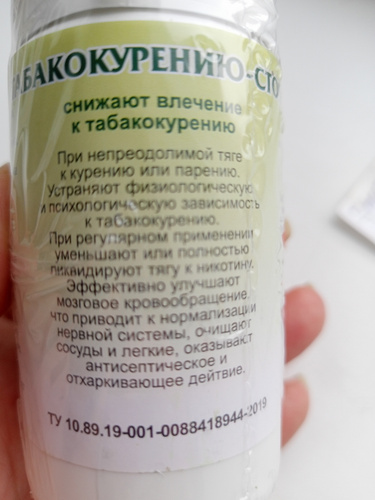 ТАБАКОКУРЕНИЮ-СТОП
снижают влечение
к табакокурению
При непреодолимой тяге
к курению или парению.
Устраняют физиологическую
и психологическую зависимость
к табакокурению.
При регулярном применении
уменьшают или полностью
ликвидируют тягу к никотину.
Эффективно улучшают
мозговое кровообращение,
что приводит к нормализации
нервной системы, очищают
сосуды и легкие, оказывают
антисептическое и
отхаркивающее дейтвие.
ТУ 10.89.19-001-0088418944-2019